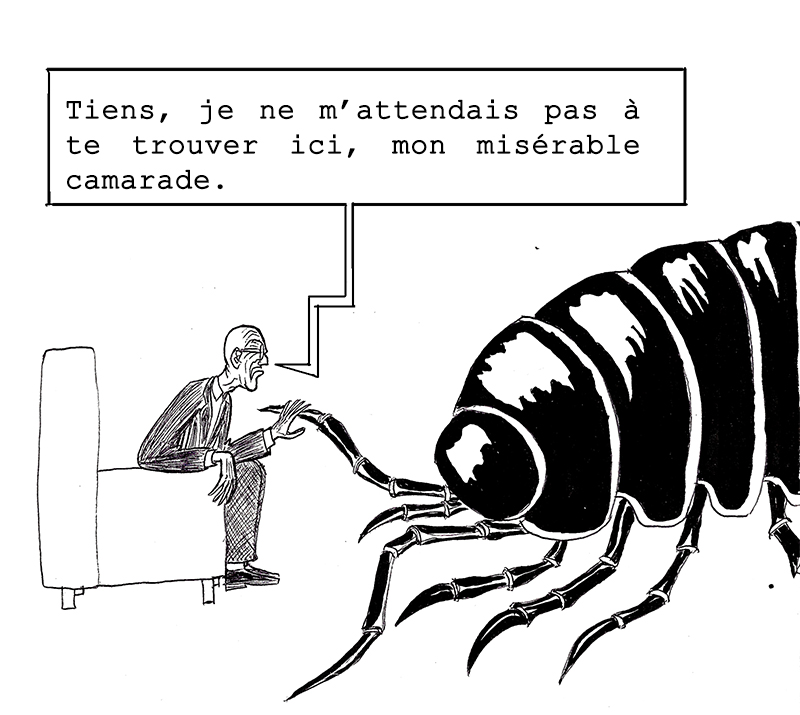 Tiens, je ne m'attendais pas à
te trouver ici, mon misérable
camarade.